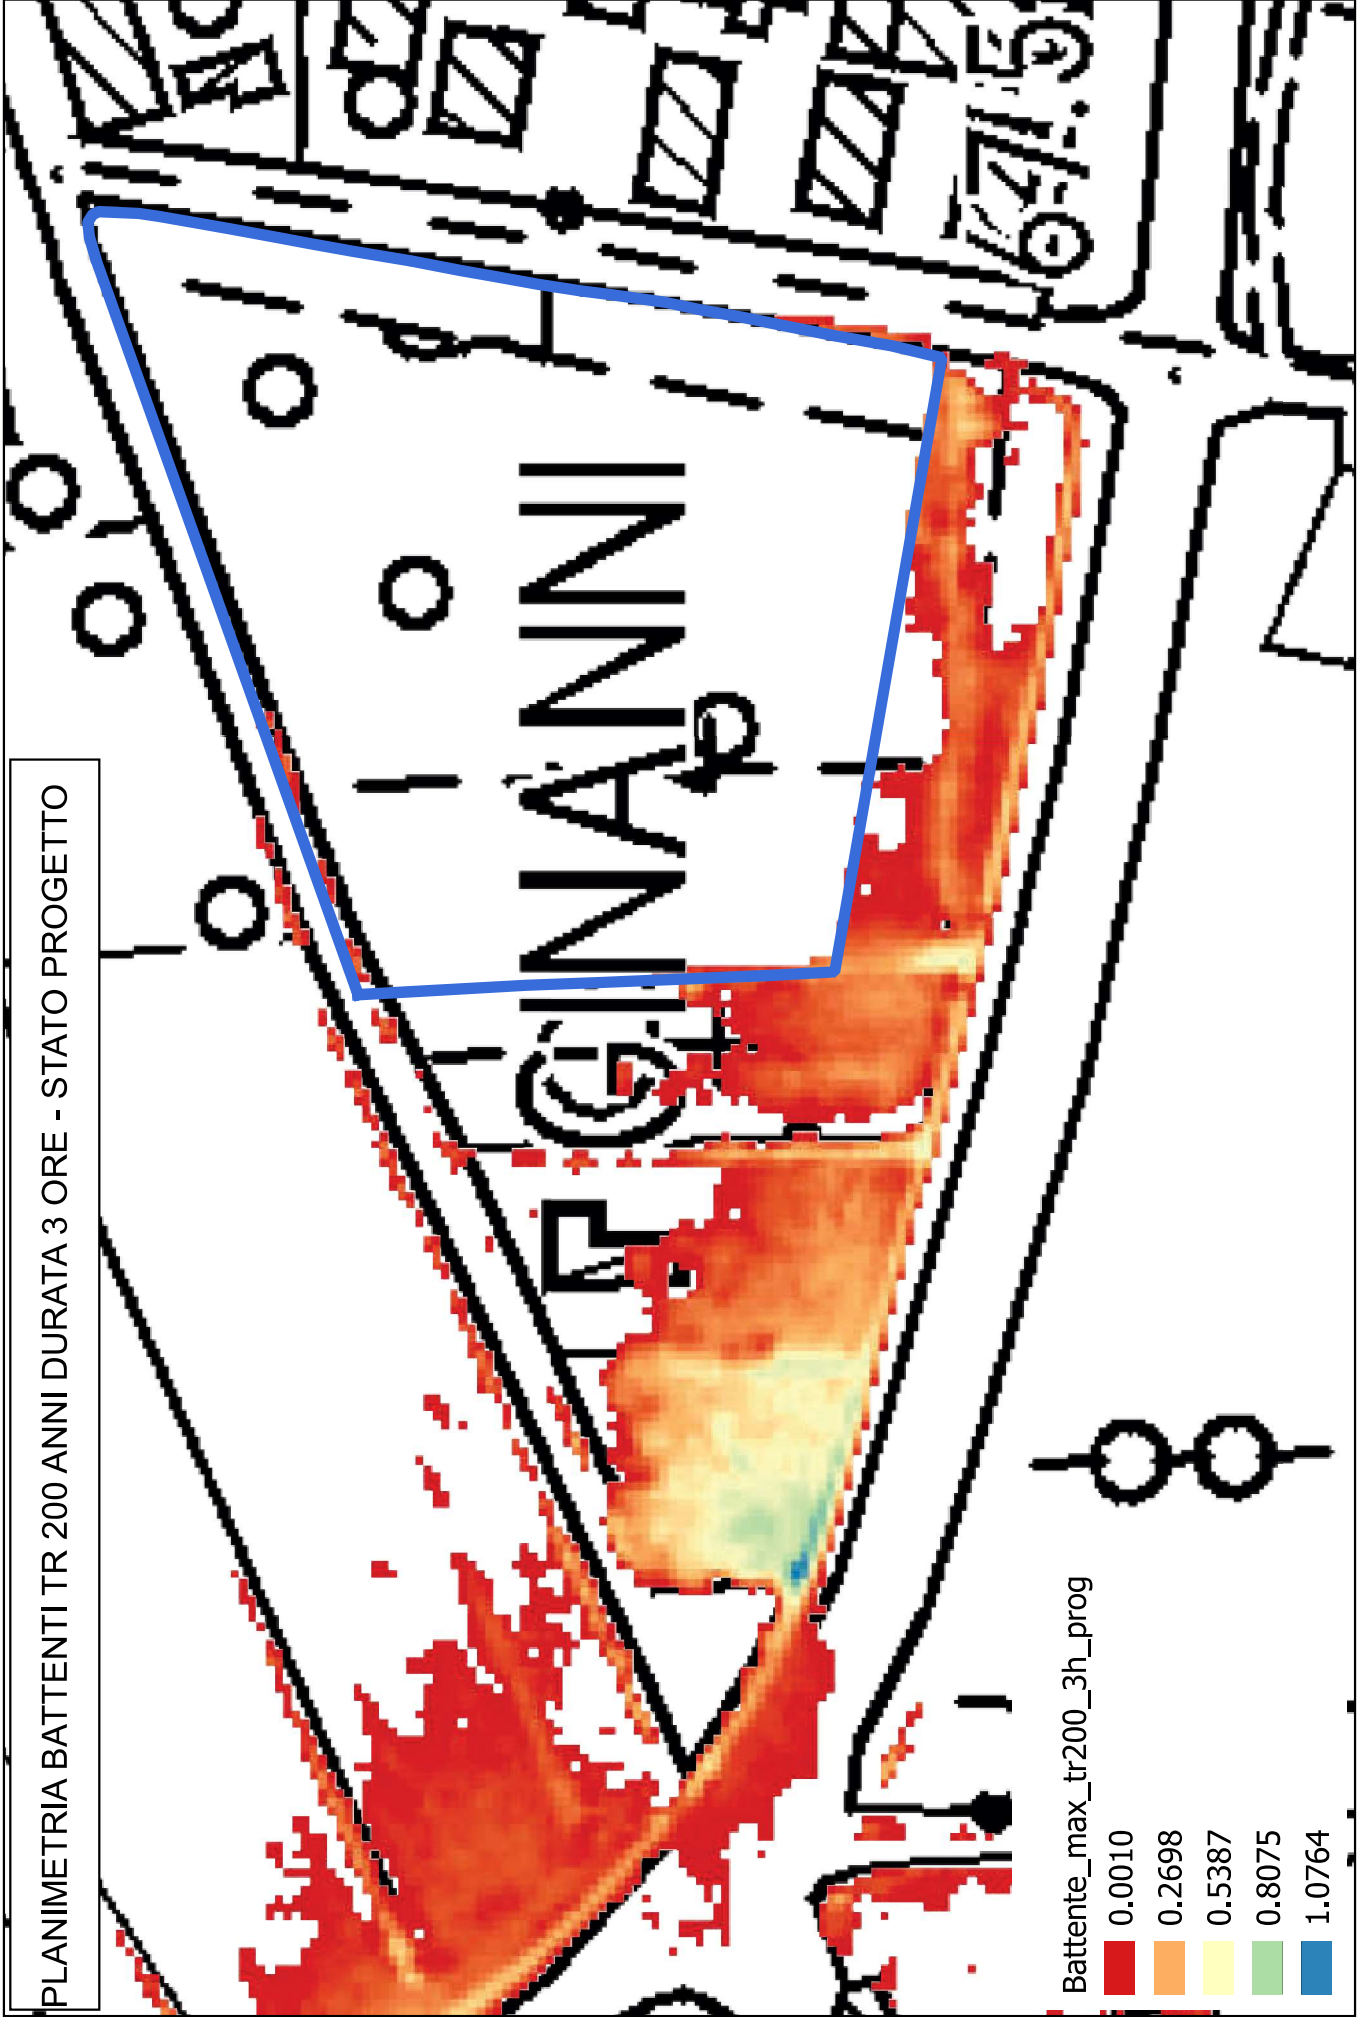 PLANIMETRIA BATTENTI TR 200 ANNI DURATA 3 ORE - STATO PROGETTO
Battente_max_tr200_3h_prog
0.0010
0.2698
0.5387
0.8075
1.0764